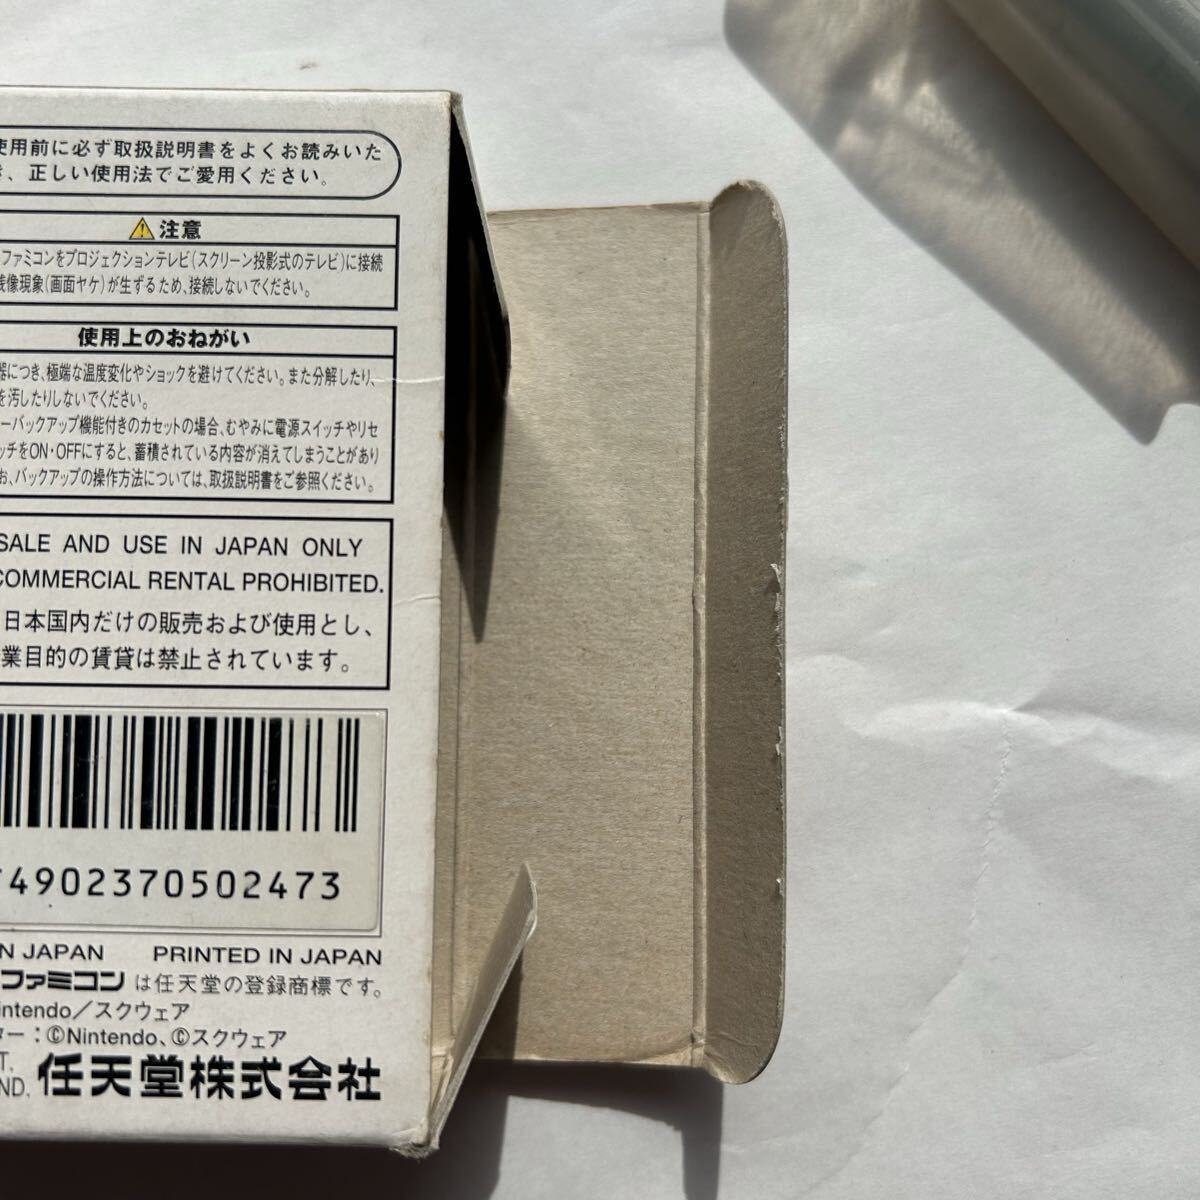 使用前に必ず取扱説明書をよくお読みいた
、正しい使用法でご愛用ください。
注意
ファミコンをプロジェクションテレビ(スクリーン投影式のテレビ)に接続
残像現象(画面ヤケ)が生ずるため、接続しないでください。
使用上のおねがい
器につき、極端な温度変化やショックを避けてください。また分解したり、
を汚したりしないでください。
ーバックアップ機能付きのカセットの場合、むやみに電源スイッチやリセ
ッチをON・OFFにすると、蓄積されている内容が消えてしまうことがあり
お、バックアップの操作方法については、取扱説明書をご参照ください。
SALE AND USE IN JAPAN ONLY
COMMERCIAL RENTAL PROHIBITED.
日本国内だけの販売および使用とし、
業目的の賃貸は禁止されています。
4902370502473
IN JAPAN PRINTED IN JAPAN
ファミコンは任天堂の登録商標です。
intendo／スクウェア
ター：©Nintendo、©スクウェア
T.
ND. 任天堂株式会社